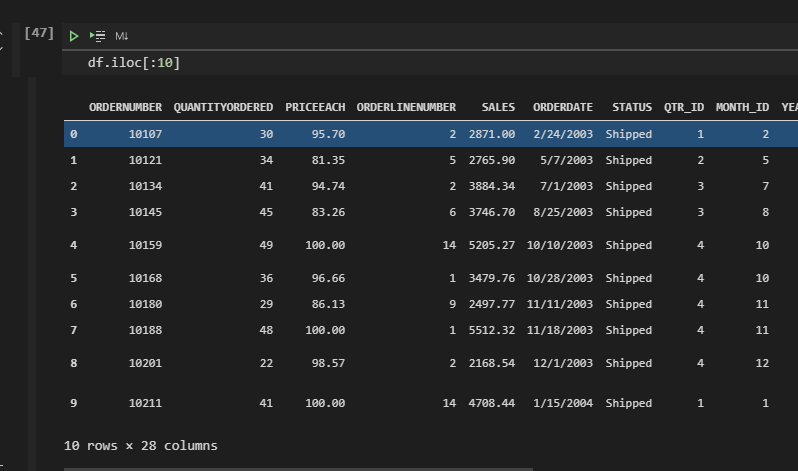 [47] M↓
df.iloc[:10]
ORDERNUMBER QUANTITYORDERED PRICEEACH ORDERLINENUMBER SALES ORDERDATE STATUS QTR_ID MONTH_ID YEA
0 10107 30 95.70 2 2871.00 2/24/2003 Shipped 1 2
1 10121 34 81.35 5 2765.90 5/7/2003 Shipped 2 5
2 10134 41 94.74 2 3884.34 7/1/2003 Shipped 3 7
3 10145 45 83.26 6 3746.70 8/25/2003 Shipped 3 8
4 10159 49 100.00 14 5205.27 10/10/2003 Shipped 4 10
5 10168 36 96.66 1 3479.76 10/28/2003 Shipped 4 10
6 10180 29 86.13 9 2497.77 11/11/2003 Shipped 4 11
7 10188 48 100.00 1 5512.32 11/18/2003 Shipped 4 11
8 10201 22 98.57 2 2168.54 12/1/2003 Shipped 4 12
9 10211 41 100.00 14 4708.44 1/15/2004 Shipped 1 1
10 rows × 28 columns